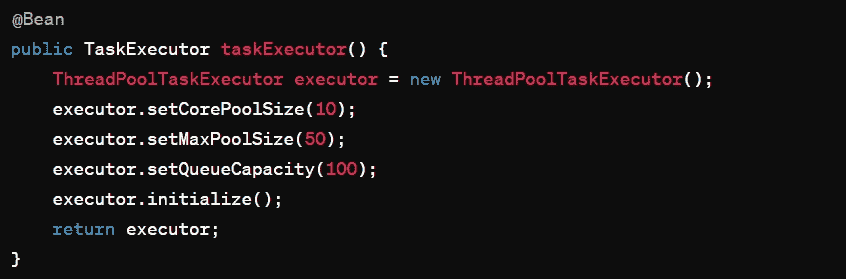 @Bean
public TaskExecutor taskExecutor() {
    ThreadPoolTaskExecutor executor = new ThreadPoolTaskExecutor();
    executor.setCorePoolSize(10);
    executor.setMaxPoolSize(50);
    executor.setQueueCapacity(100);
    executor.initialize();
    return executor;
}